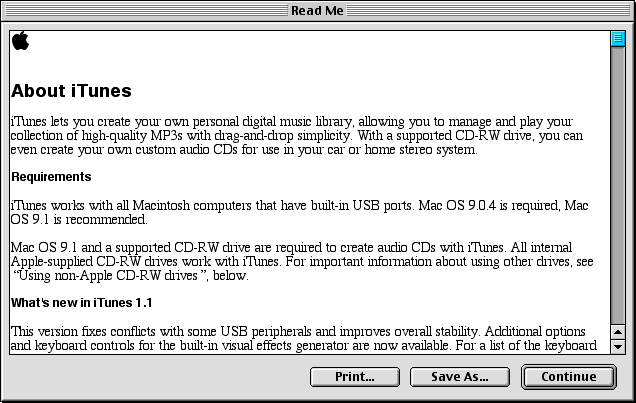 Read Me
About iTunes
iTunes lets you create your own personal digital music library, allowing you to manage and play your
collection of high-quality MP3s with drag-and-drop simplicity. With a supported CD-RW drive, you can
even create your own custom audio CDs for use in your car or home stereo system.
Requirements
iTunes works with all Macintosh computers that have built-in USB ports. Mac OS 9.0.4 is required, Mac
OS 9.1 is recommended.
Mac OS 9.1 and a supported CD-RW drive are required to create audio CDs with iTunes. All internal
Apple-supplied CD-RW drives work with iTunes. For important information about using other drives, see
“Using non-Apple CD-RW drives”, below.
What's new in iTunes 1.1
This version fixes conflicts with some USB peripherals and improves overall stability. Additional options
and keyboard controls for the built-in visual effects generator are now available. For a list of the keyboard
Print...
Save As...
Continue